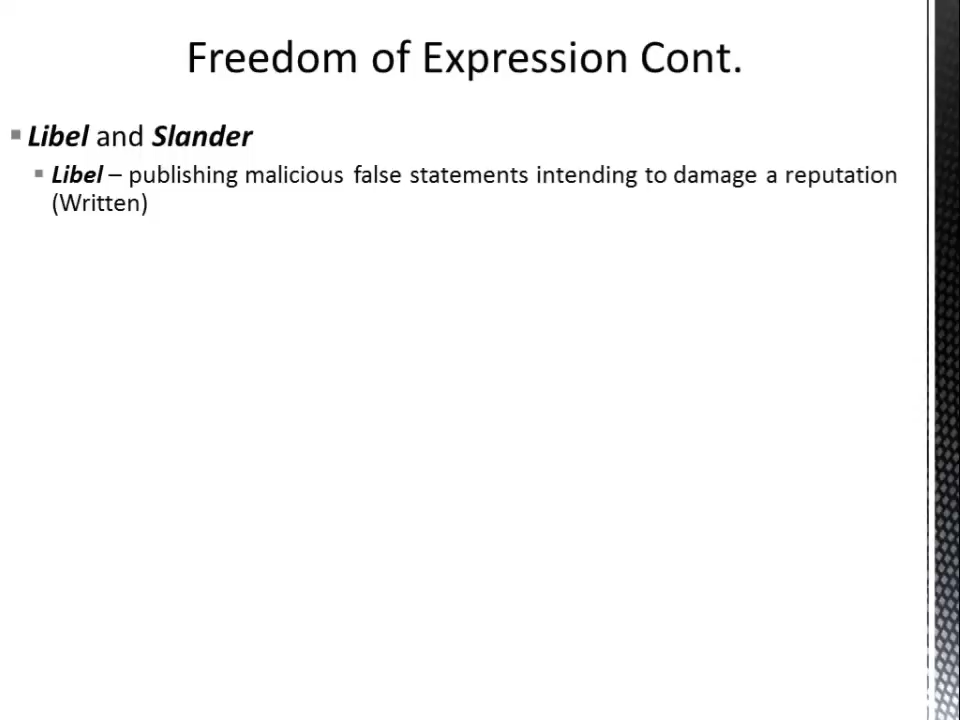 Freedom of Expression Cont.
Libel and Slander
Libel – publishing malicious false statements intending to damage a reputation
(Written)